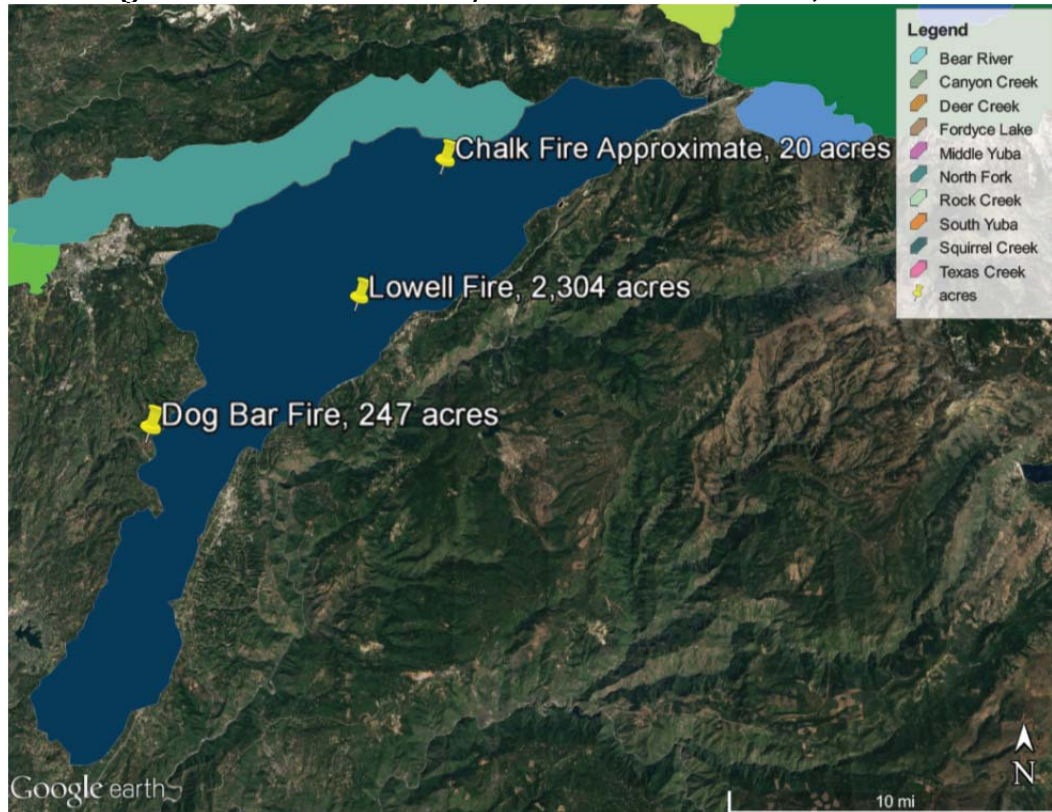 Legend
Bear River
Canyon Creek
Deer Creek
Fordyce Lake
Middle Yuba
North Fork
Rock Creek
South Yuba
Squirrel Creek
Texas Creek
acres
Chalk Fire Approximate, 20 acres
Lowell Fire, 2,304 acres
Dog Bar Fire, 247 acres
N
Google earth
10 mi